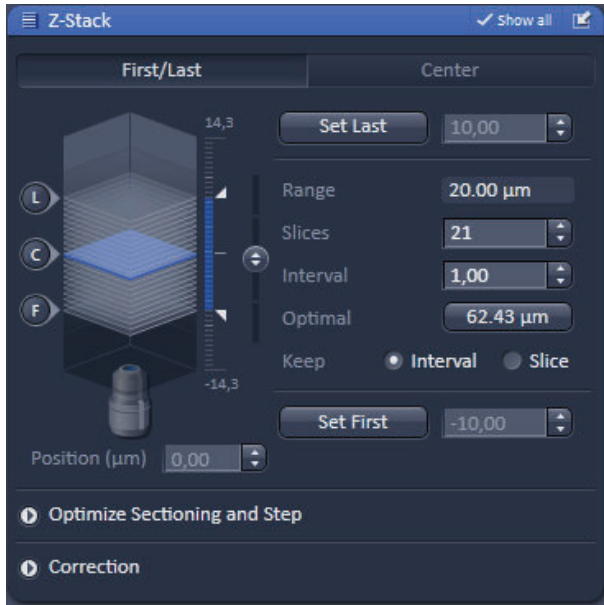 Z-Stack
Show all
First/Last
Center
14,3
Set Last
10,00
L
Range
20.00 µm
Slices
21
C
Interval
1,00
F
Optimal
62.43 µm
Keep
Interval
Slice
-14,3
Set First
-10,00
Position (µm)
0,00
Optimize Sectioning and Step
Correction